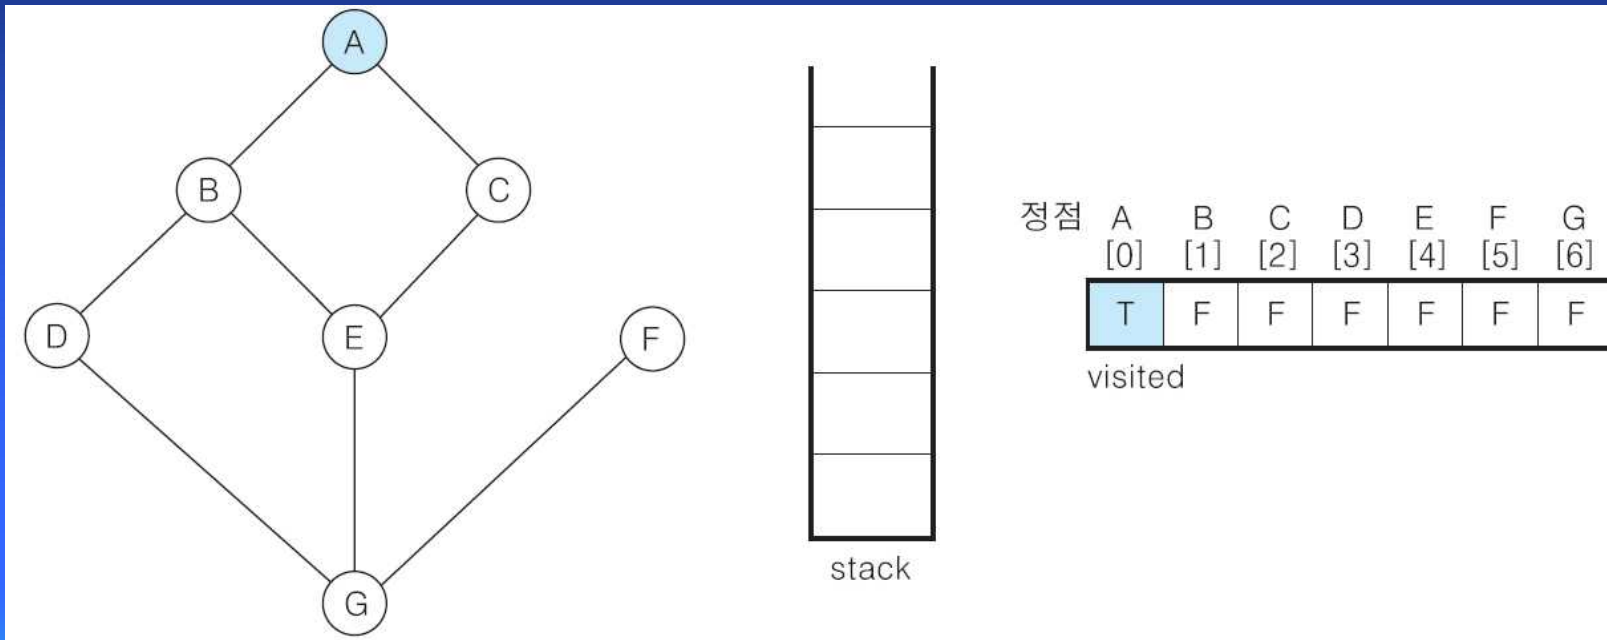 A
B
C
D
E
F
G
stack
정점 A B C D E F G
[0] [1] [2] [3] [4] [5] [6]
T F F F F F F
visited